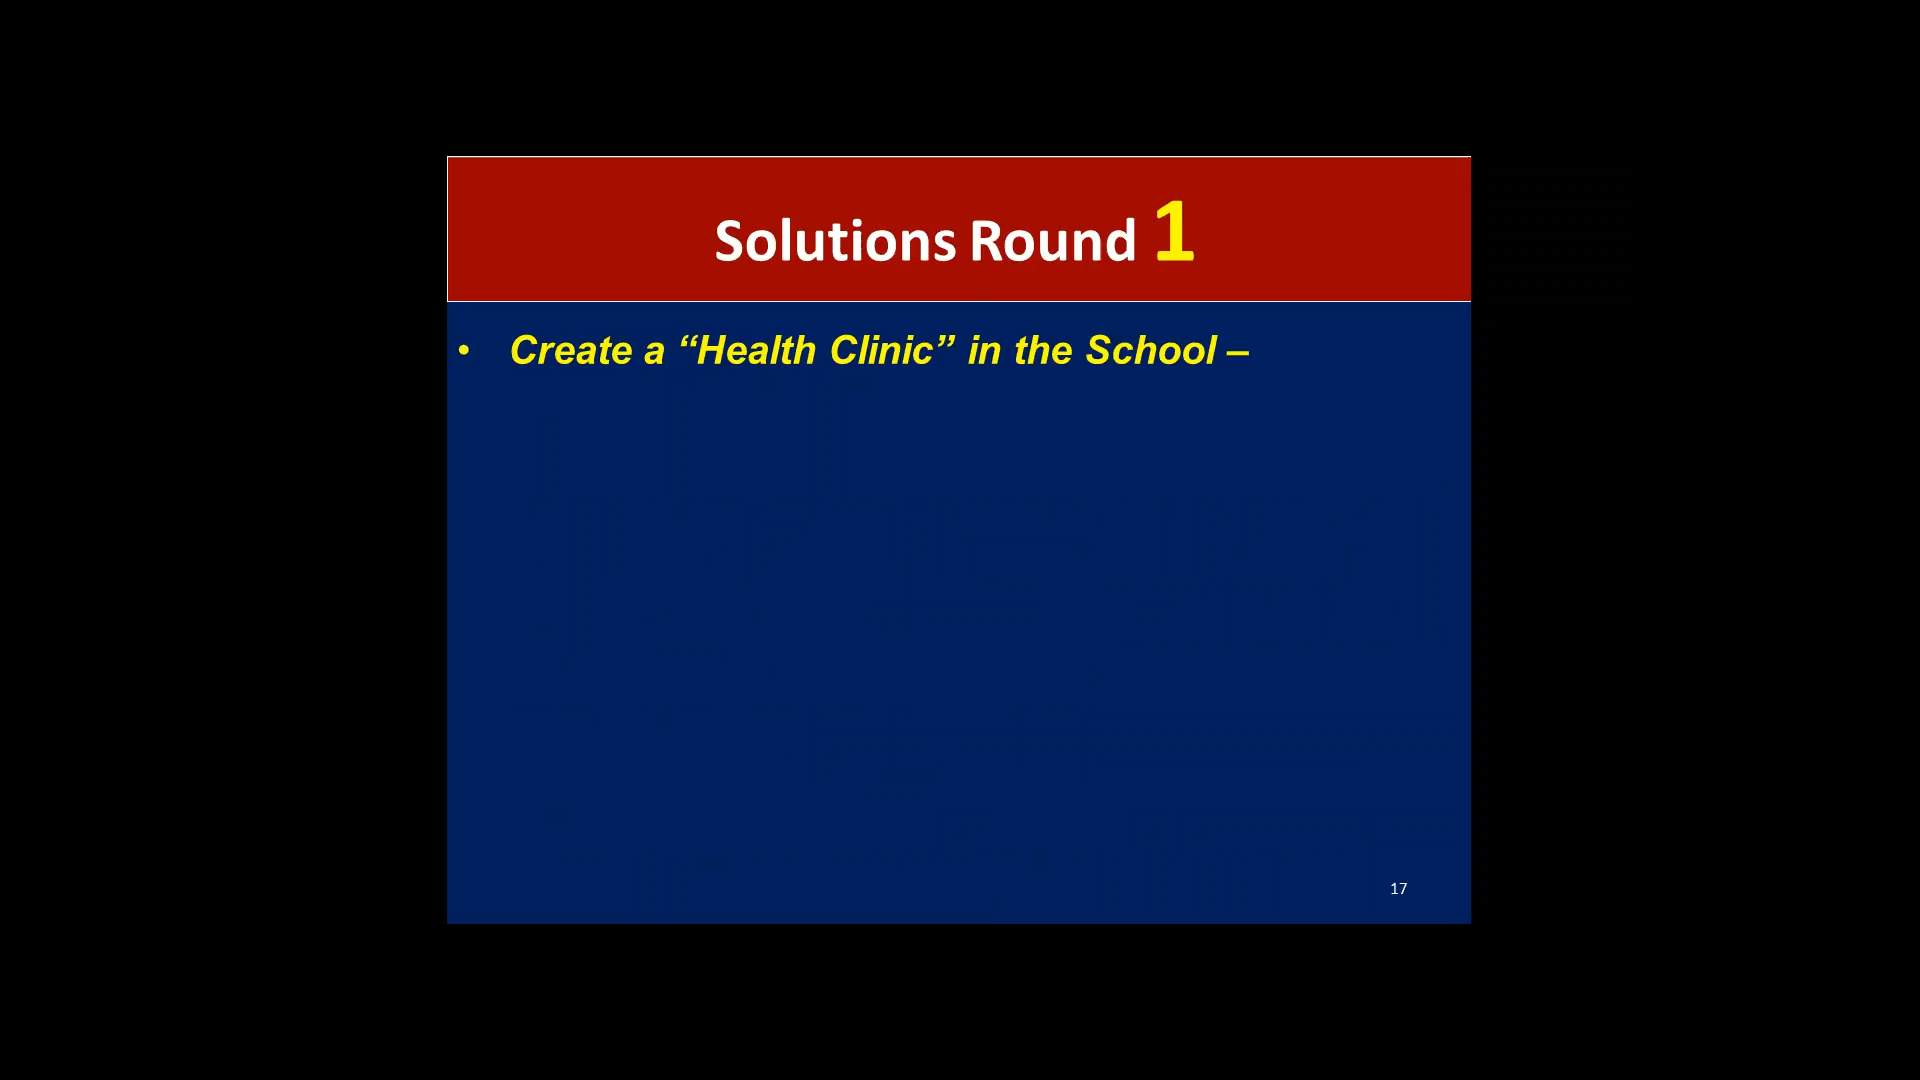 Solutions Round 1
• Create a “Health Clinic” in the School –
17